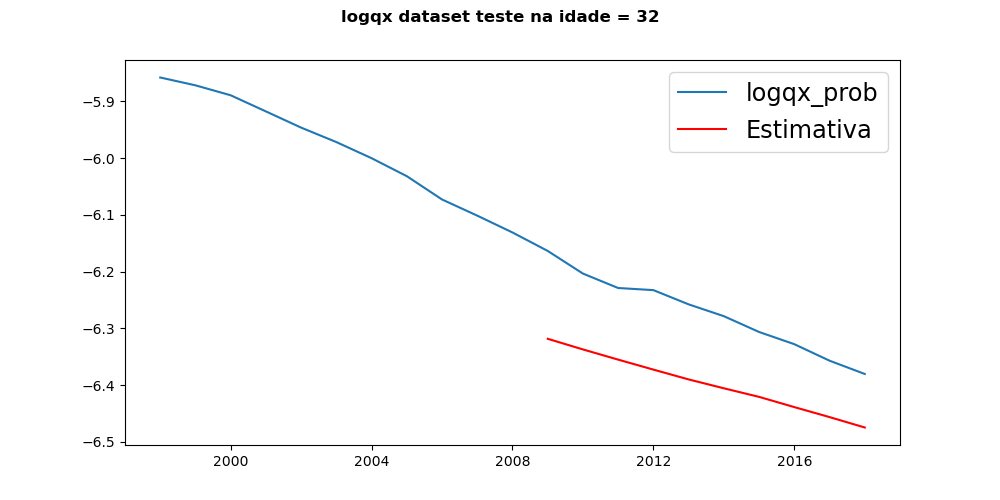 logqx dataset teste na idade = 32
logqx_prob
Estimativa
−5.9
−6.0
−6.1
−6.2
−6.3
−6.4
−6.5
2000 2004 2008 2012 2016